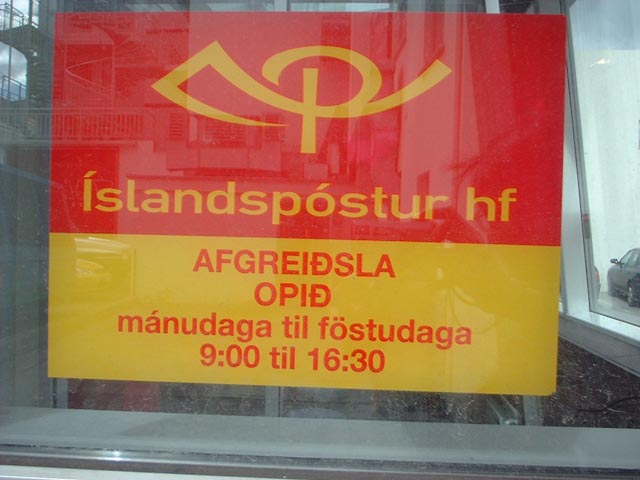 Íslandspóstur hf
AFGREIÐSLA
OPIÐ
mánudaga til föstudaga
9:00 til 16:30